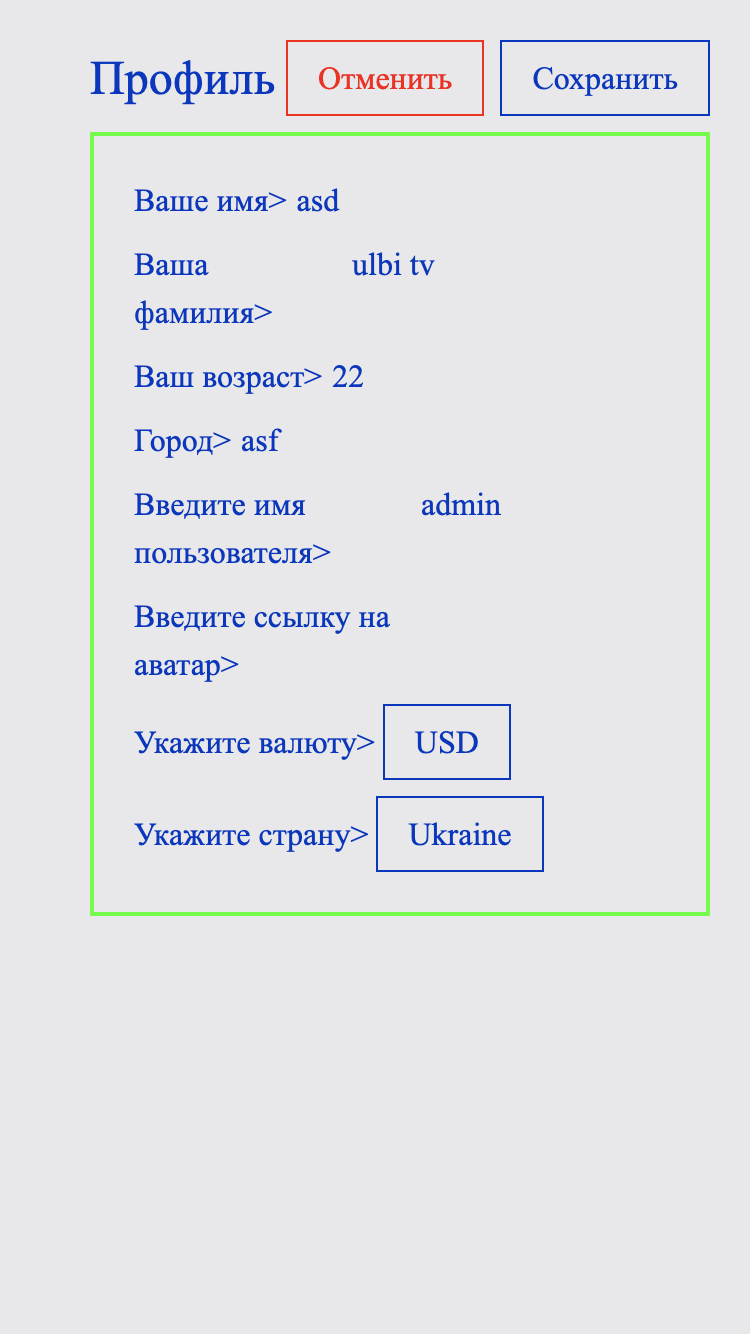 Профиль Отменить Сохранить
Ваше имя> asd
Ваша ulbi tv
фамилия>
Ваш возраст> 22
Город> asf
Введите имя admin
пользователя>
Введите ссылку на
аватар>
Укажите валюту> USD
Укажите страну> Ukraine